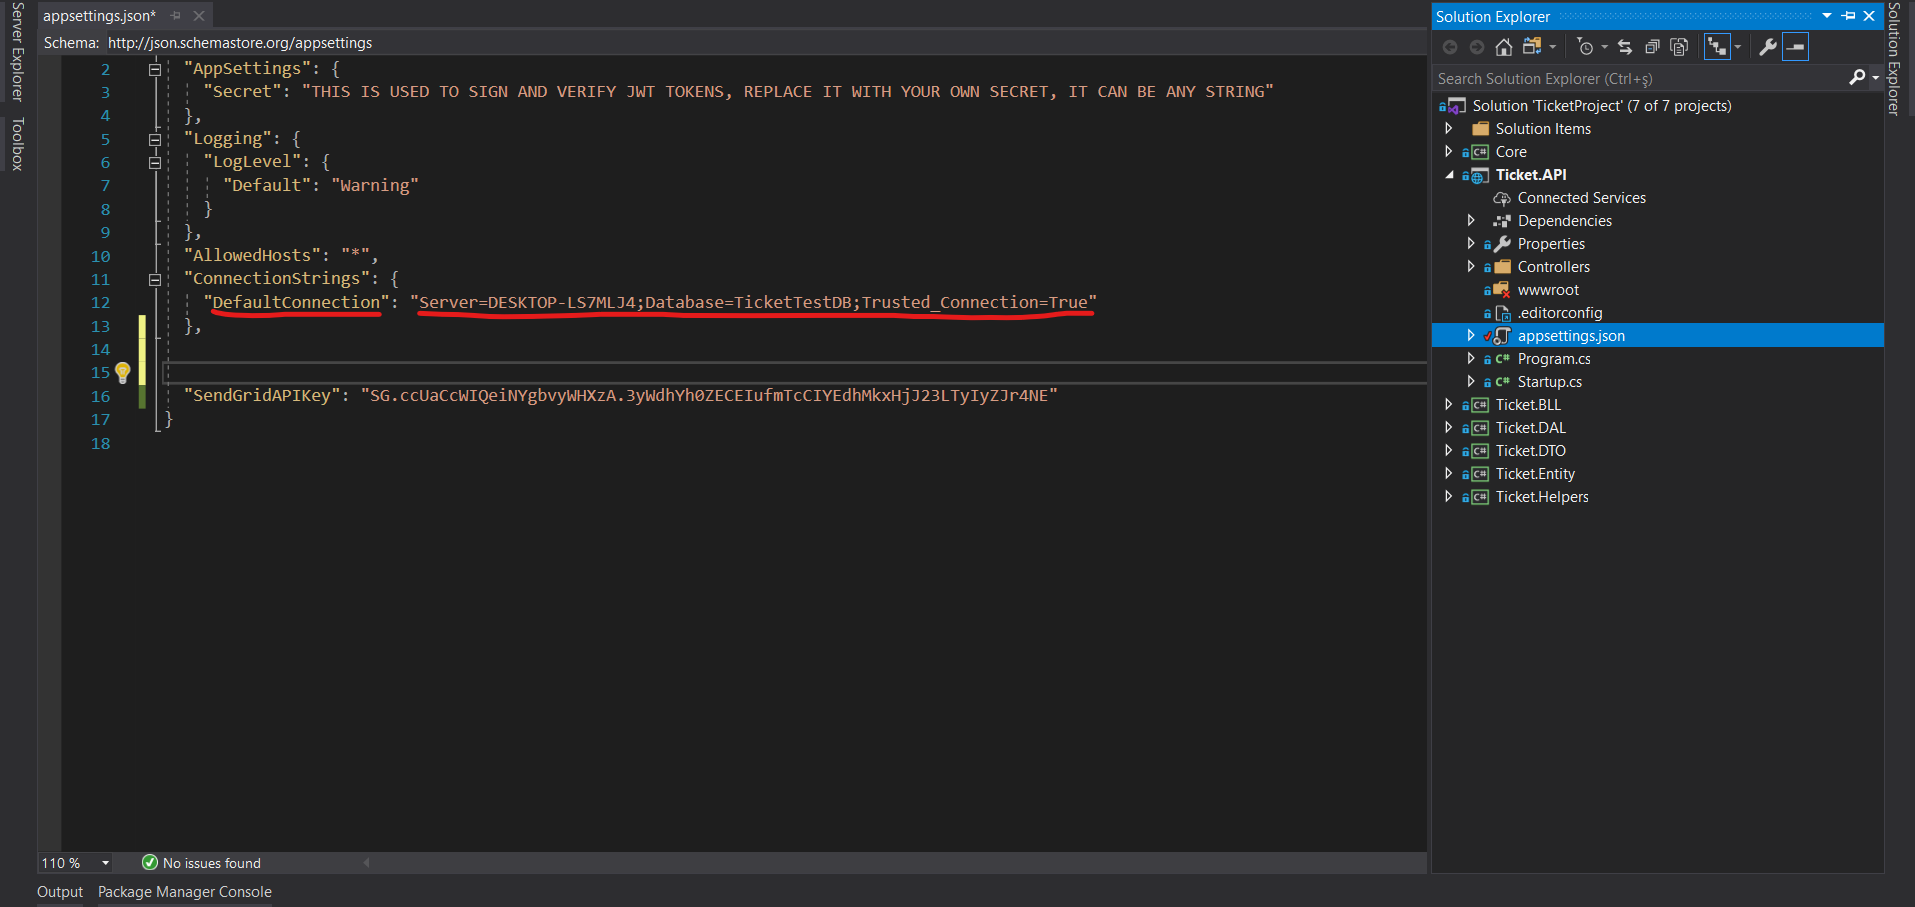 Server Explorer
Toolbox
appsettings.json*
Schema: http://json.schemastore.org/appsettings
2 "AppSettings": {
3 "Secret": "THIS IS USED TO SIGN AND VERIFY JWT TOKENS, REPLACE IT WITH YOUR OWN SECRET, IT CAN BE ANY STRING"
4 },
5 "Logging": {
6 "LogLevel": {
7 "Default": "Warning"
8 }
9 },
10 "AllowedHosts": "*",
11 "ConnectionStrings": {
12 "DefaultConnection": "Server=DESKTOP-LS7MLJ4;Database=TicketTestDB;Trusted_Connection=True"
13 },
14
15
16 "SendGridAPIKey": "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"
17 }
18
110 %
No issues found
Output Package Manager Console
Solution Explorer
Search Solution Explorer (Ctrl+ş)
Solution 'TicketProject' (7 of 7 projects)
Solution Items
C# Core
Ticket.API
Connected Services
Dependencies
Properties
Controllers
wwwroot
.editorconfig
appsettings.json
C# Program.cs
C# Startup.cs
C# Ticket.BLL
C# Ticket.DAL
C# Ticket.DTO
C# Ticket.Entity
C# Ticket.Helpers
Solution Explorer